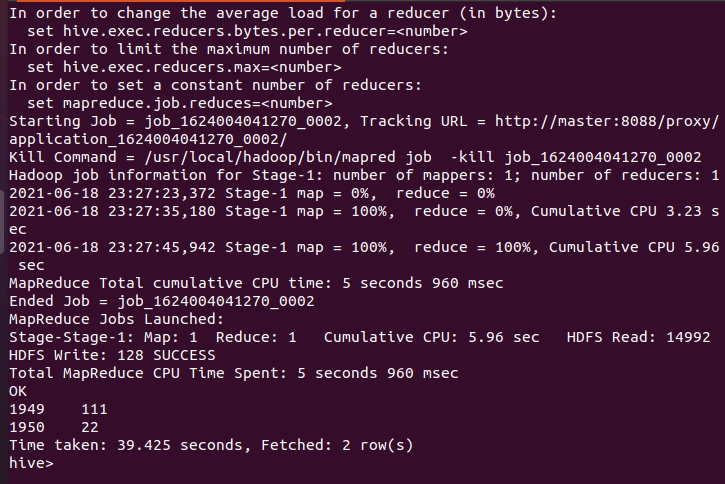 In order to change the average load for a reducer (in bytes):
  set hive.exec.reducers.bytes.per.reducer=<number>
In order to limit the maximum number of reducers:
  set hive.exec.reducers.max=<number>
In order to set a constant number of reducers:
  set mapreduce.job.reduces=<number>
Starting Job = job_1624004041270_0002, Tracking URL = http://master:8088/proxy/
application_1624004041270_0002/
Kill Command = /usr/local/hadoop/bin/mapred job  -kill job_1624004041270_0002
Hadoop job information for Stage-1: number of mappers: 1; number of reducers: 1
2021-06-18 23:27:23,372 Stage-1 map = 0%,  reduce = 0%
2021-06-18 23:27:35,180 Stage-1 map = 100%,  reduce = 0%, Cumulative CPU 3.23 s
ec
2021-06-18 23:27:45,942 Stage-1 map = 100%,  reduce = 100%, Cumulative CPU 5.96
 sec
MapReduce Total cumulative CPU time: 5 seconds 960 msec
Ended Job = job_1624004041270_0002
MapReduce Jobs Launched:
Stage-Stage-1: Map: 1  Reduce: 1   Cumulative CPU: 5.96 sec   HDFS Read: 14992
HDFS Write: 128 SUCCESS
Total MapReduce CPU Time Spent: 5 seconds 960 msec
OK
1949    111
1950    22
Time taken: 39.425 seconds, Fetched: 2 row(s)
hive>